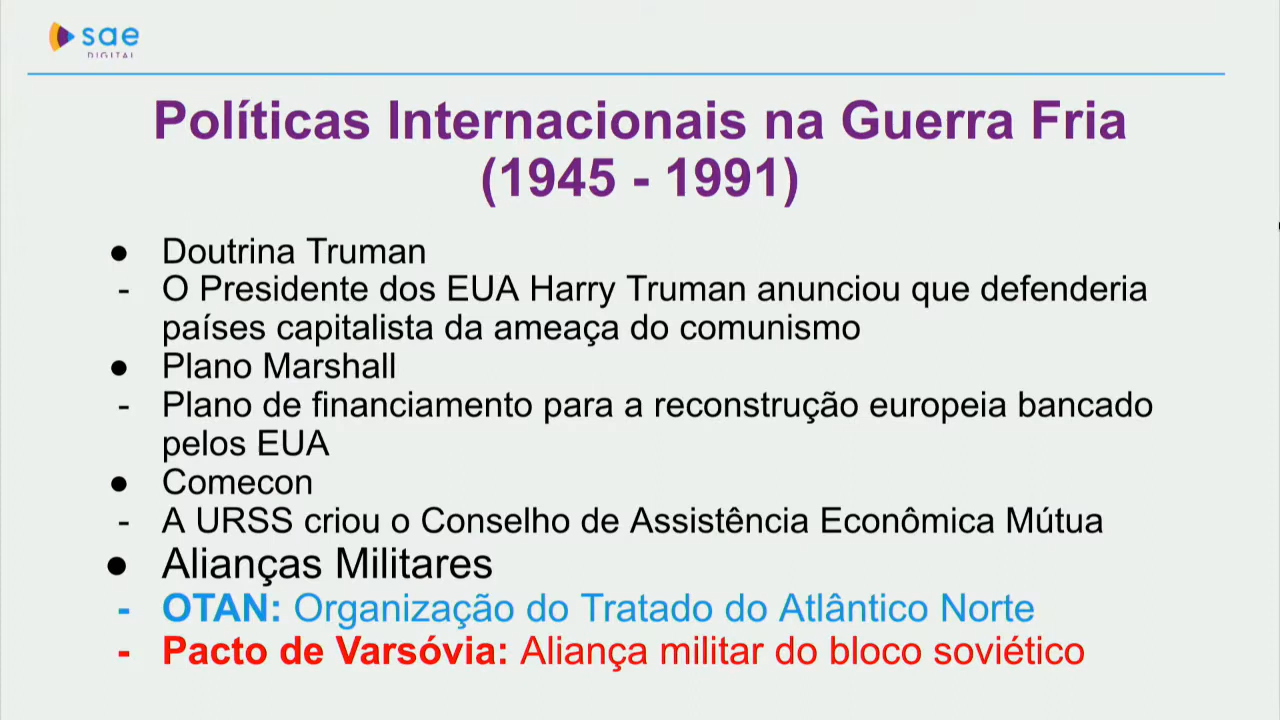 sae
DIGITAL
Políticas Internacionais na Guerra Fria
(1945 - 1991)
● Doutrina Truman
- O Presidente dos EUA Harry Truman anunciou que defenderia
países capitalista da ameaça do comunismo
● Plano Marshall
- Plano de financiamento para a reconstrução europeia bancado
pelos EUA
● Comecon
- A URSS criou o Conselho de Assistência Econômica Mútua
● Alianças Militares
- OTAN: Organização do Tratado do Atlântico Norte
- Pacto de Varsóvia: Aliança militar do bloco soviético